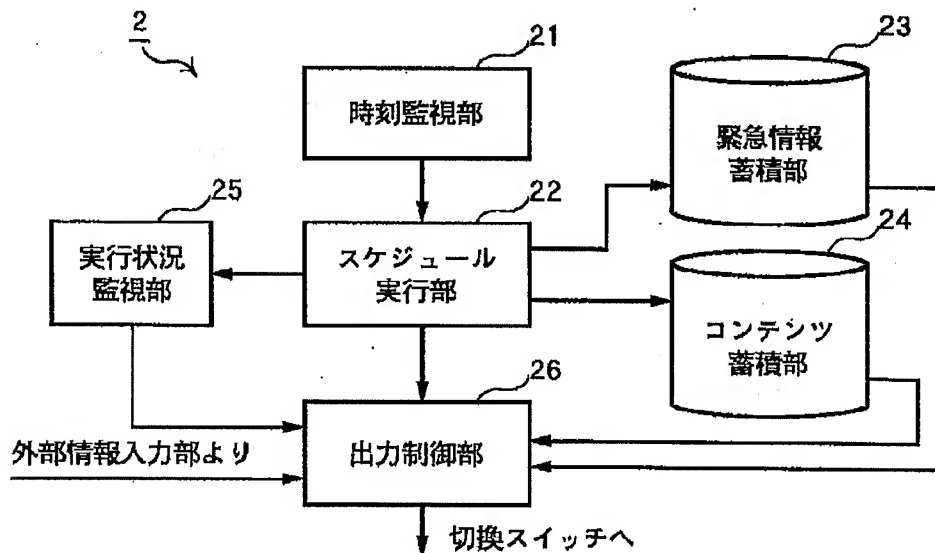 2
21
時刻監視部
23
緊急情報
蓄積部
25
実行状況
監視部
22
スケジュール
実行部
24
コンテンツ
蓄積部
26
出力制御部
外部情報入力部より
切換スイッチへ